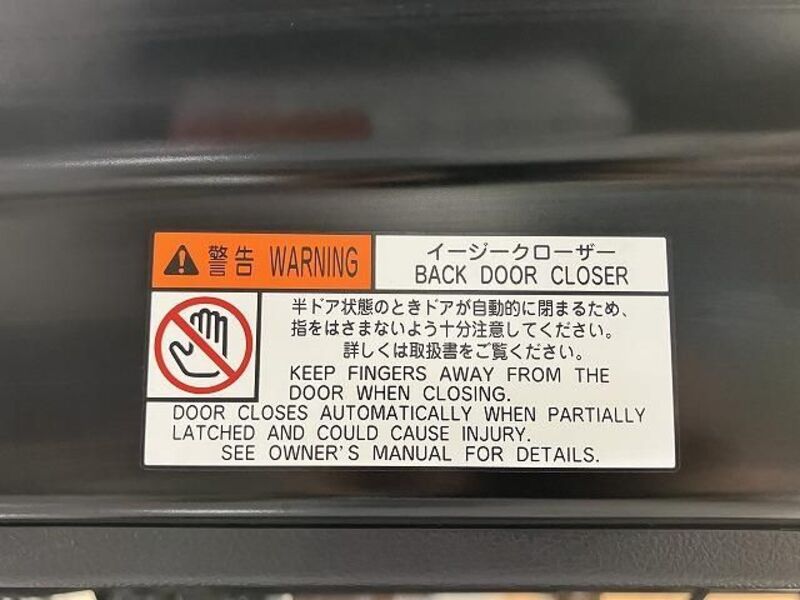 警告 WARNING
イージークローザー
BACK DOOR CLOSER
半ドア状態のときドアが自動的に閉まるため、
指をはさまないよう十分注意してください。
詳しくは取扱書をご覧ください。
KEEP FINGERS AWAY FROM THE
DOOR WHEN CLOSING.
DOOR CLOSES AUTOMATICALLY WHEN PARTIALLY
LATCHED AND COULD CAUSE INJURY.
SEE OWNER'S MANUAL FOR DETAILS.